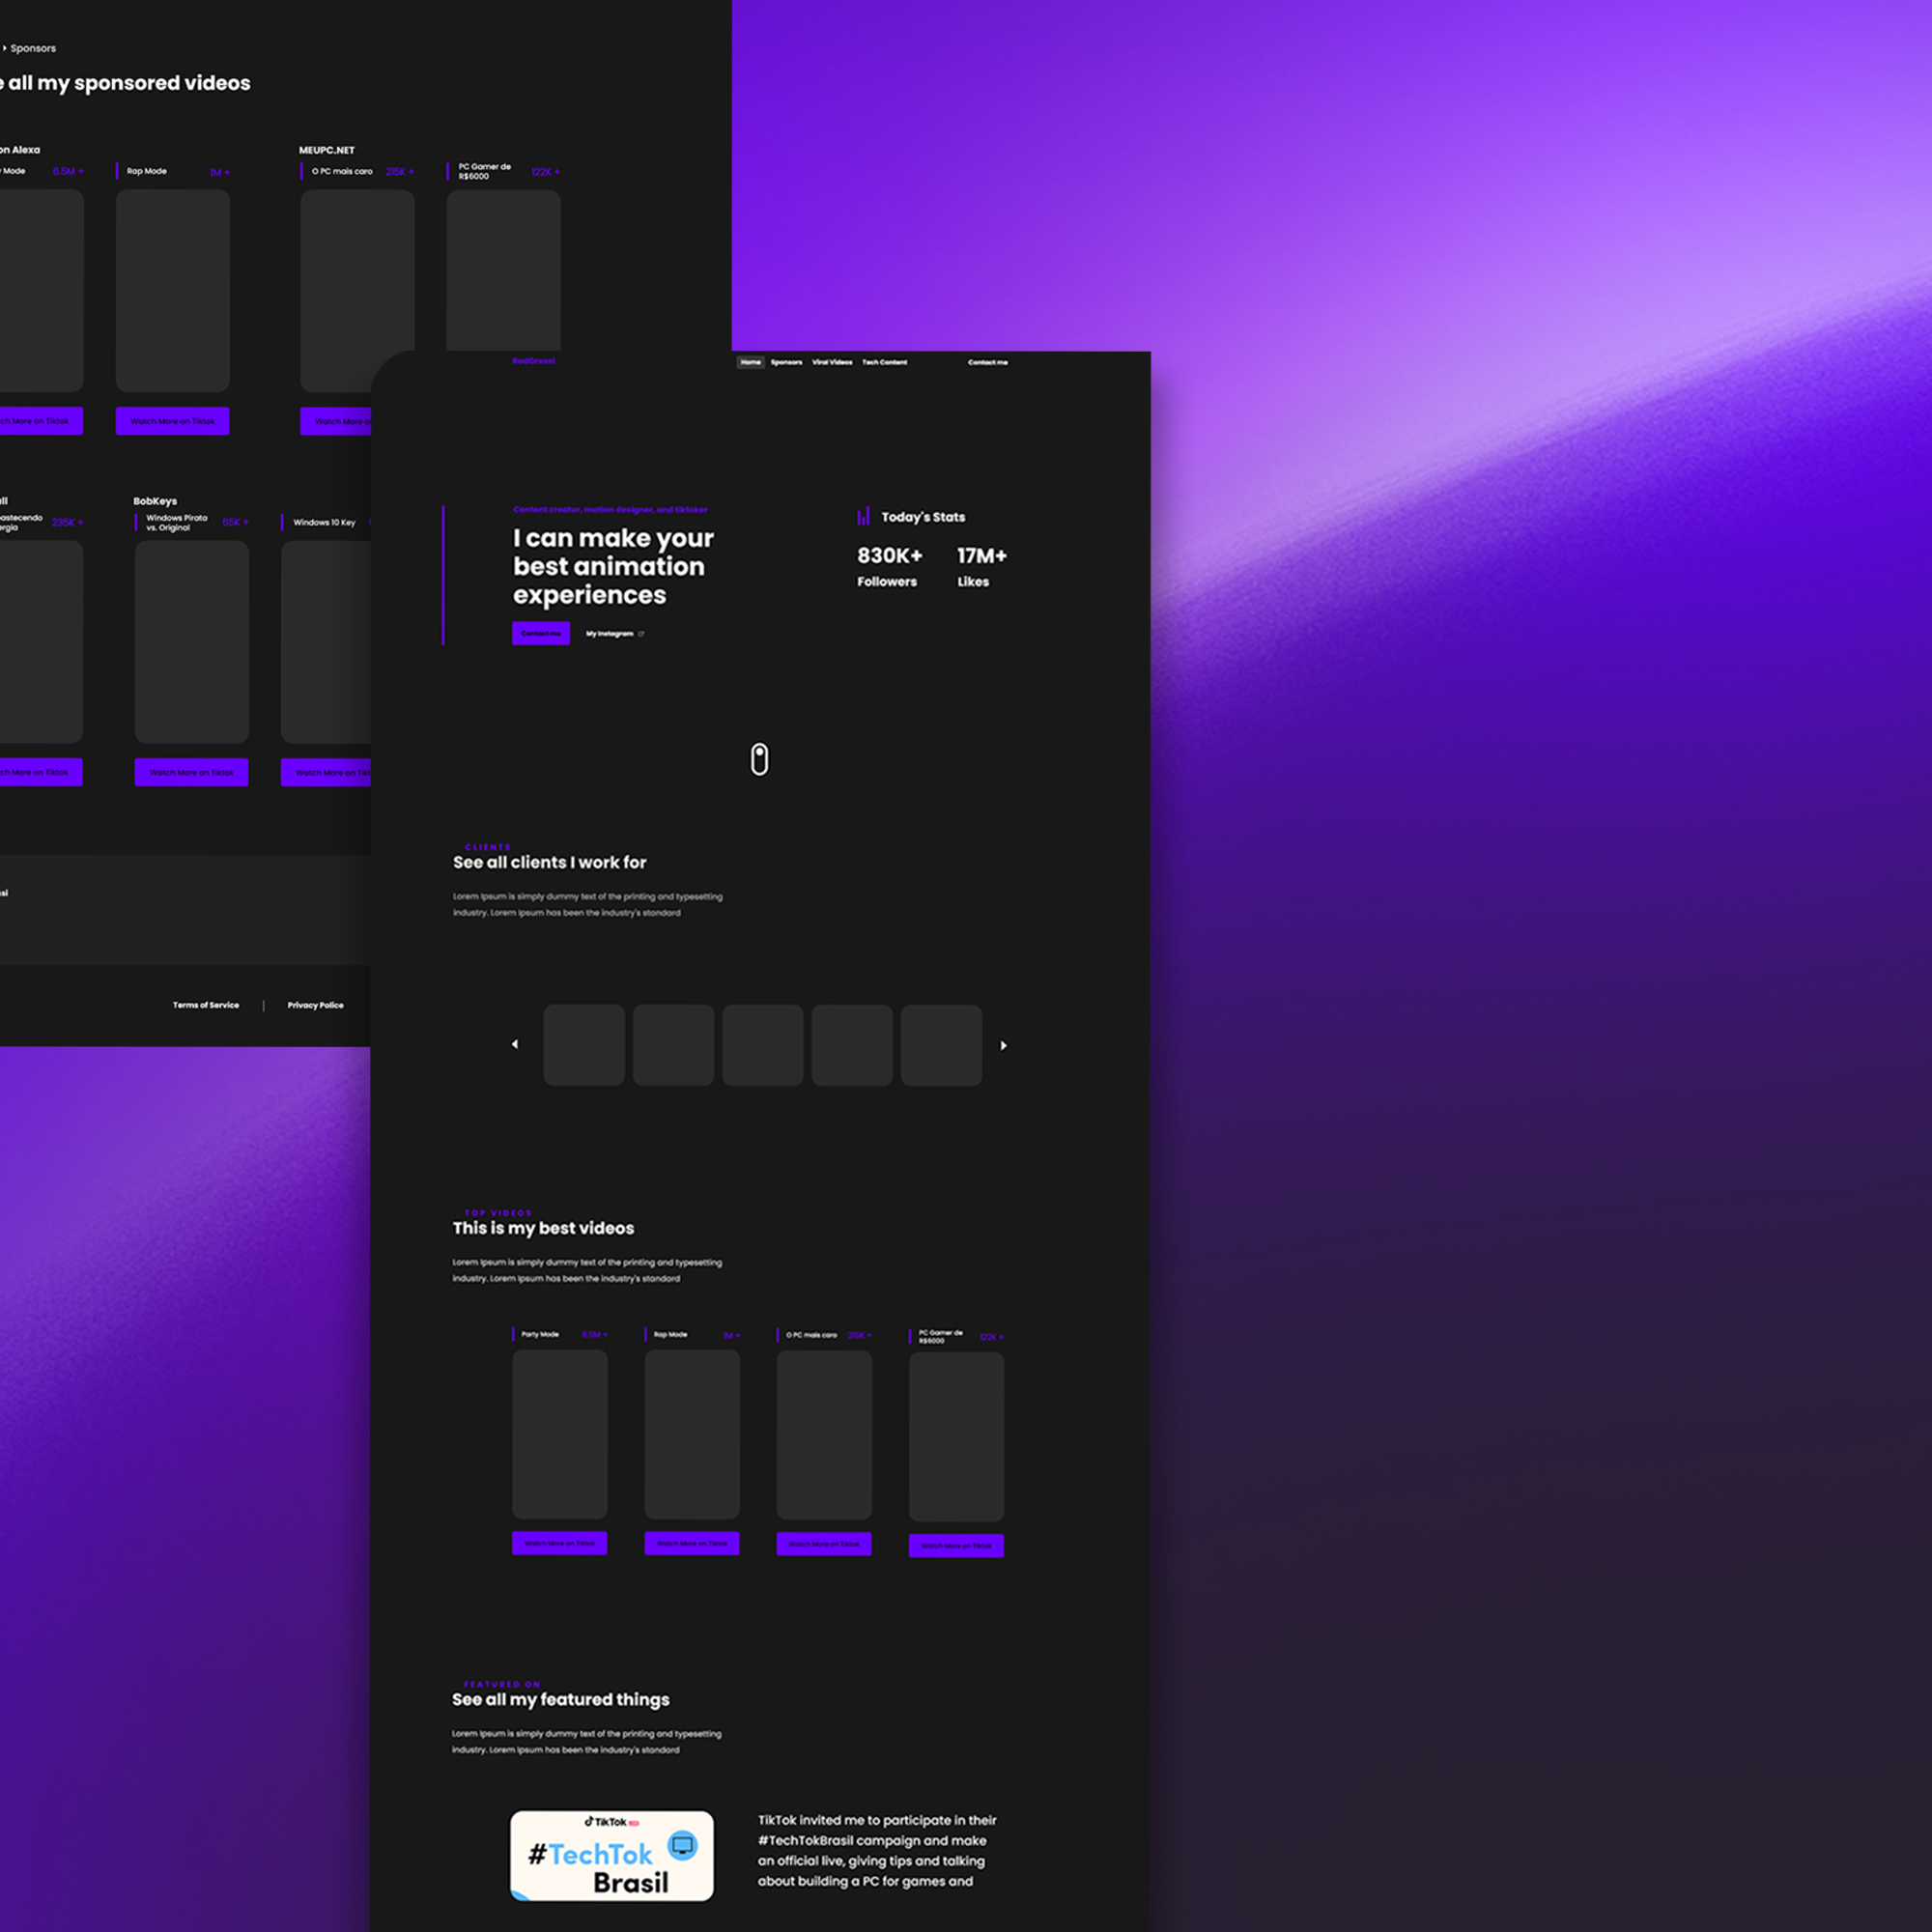 Sponsors
all my sponsored videos
on Alexa
Mode 6.5M +
Rap Mode 1M +
MEUPC.NET
O PC mais caro 215K +
PC Gamer de
R$6000 122K +
Watch More on Tiktok
Watch More on Tiktok
Watch More
235K +
BobKeys
Windows Pirata
vs. Original 65K +
Windows 10 Key
Watch More on Tiktok
Watch More on Tiktok
Watch More on
Terms of Service | Privacy Police
RodGrossi
Home Sponsors Viral Videos Tech Content Contact me
Content creator, motion designer, and tiktoker
I can make your
best animation
experiences
Contact me My Instagram
Today's Stats
830K+ 17M+
Followers Likes
CLIENTS
See all clients I work for
Lorem Ipsum is simply dummy text of the printing and typesetting
industry. Lorem Ipsum has been the industry's standard
TOP VIDEOS
This is my best videos
Lorem Ipsum is simply dummy text of the printing and typesetting
industry. Lorem Ipsum has been the industry's standard
Party Mode 6.5M +
Rap Mode 1M +
O PC mais caro 215K +
PC Gamer de
R$6000 122K +
Watch More on Tiktok
Watch More on Tiktok
Watch More on Tiktok
Watch More on Tiktok
FEATURED ON
See all my featured things
Lorem Ipsum is simply dummy text of the printing and typesetting
industry. Lorem Ipsum has been the industry's standard
TikTok
#TechTok
Brasil
TikTok invited me to participate in their
#TechTokBrasil campaign and make
an official live, giving tips and talking
about building a PC for games and